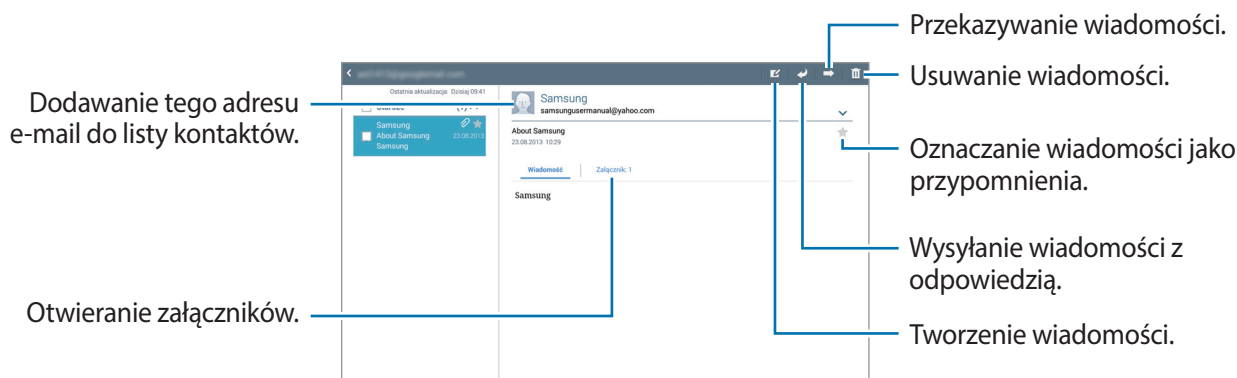 Przekazywanie wiadomości.
Usuwanie wiadomości.
Dodawanie tego adresu
e-mail do listy kontaktów.
Oznaczanie wiadomości jako
przypomnienia.
Wysyłanie wiadomości z
odpowiedzią.
Otwieranie załączników.
Tworzenie wiadomości.
Ostatnia aktualizacja: Dzisiaj 09:41
Samsung
About Samsung 23.08.2013
Samsung
Samsung
samsungusermanual@yahoo.com
About Samsung
23.08.2013 10:29
Wiadomość Załącznik: 1
Samsung